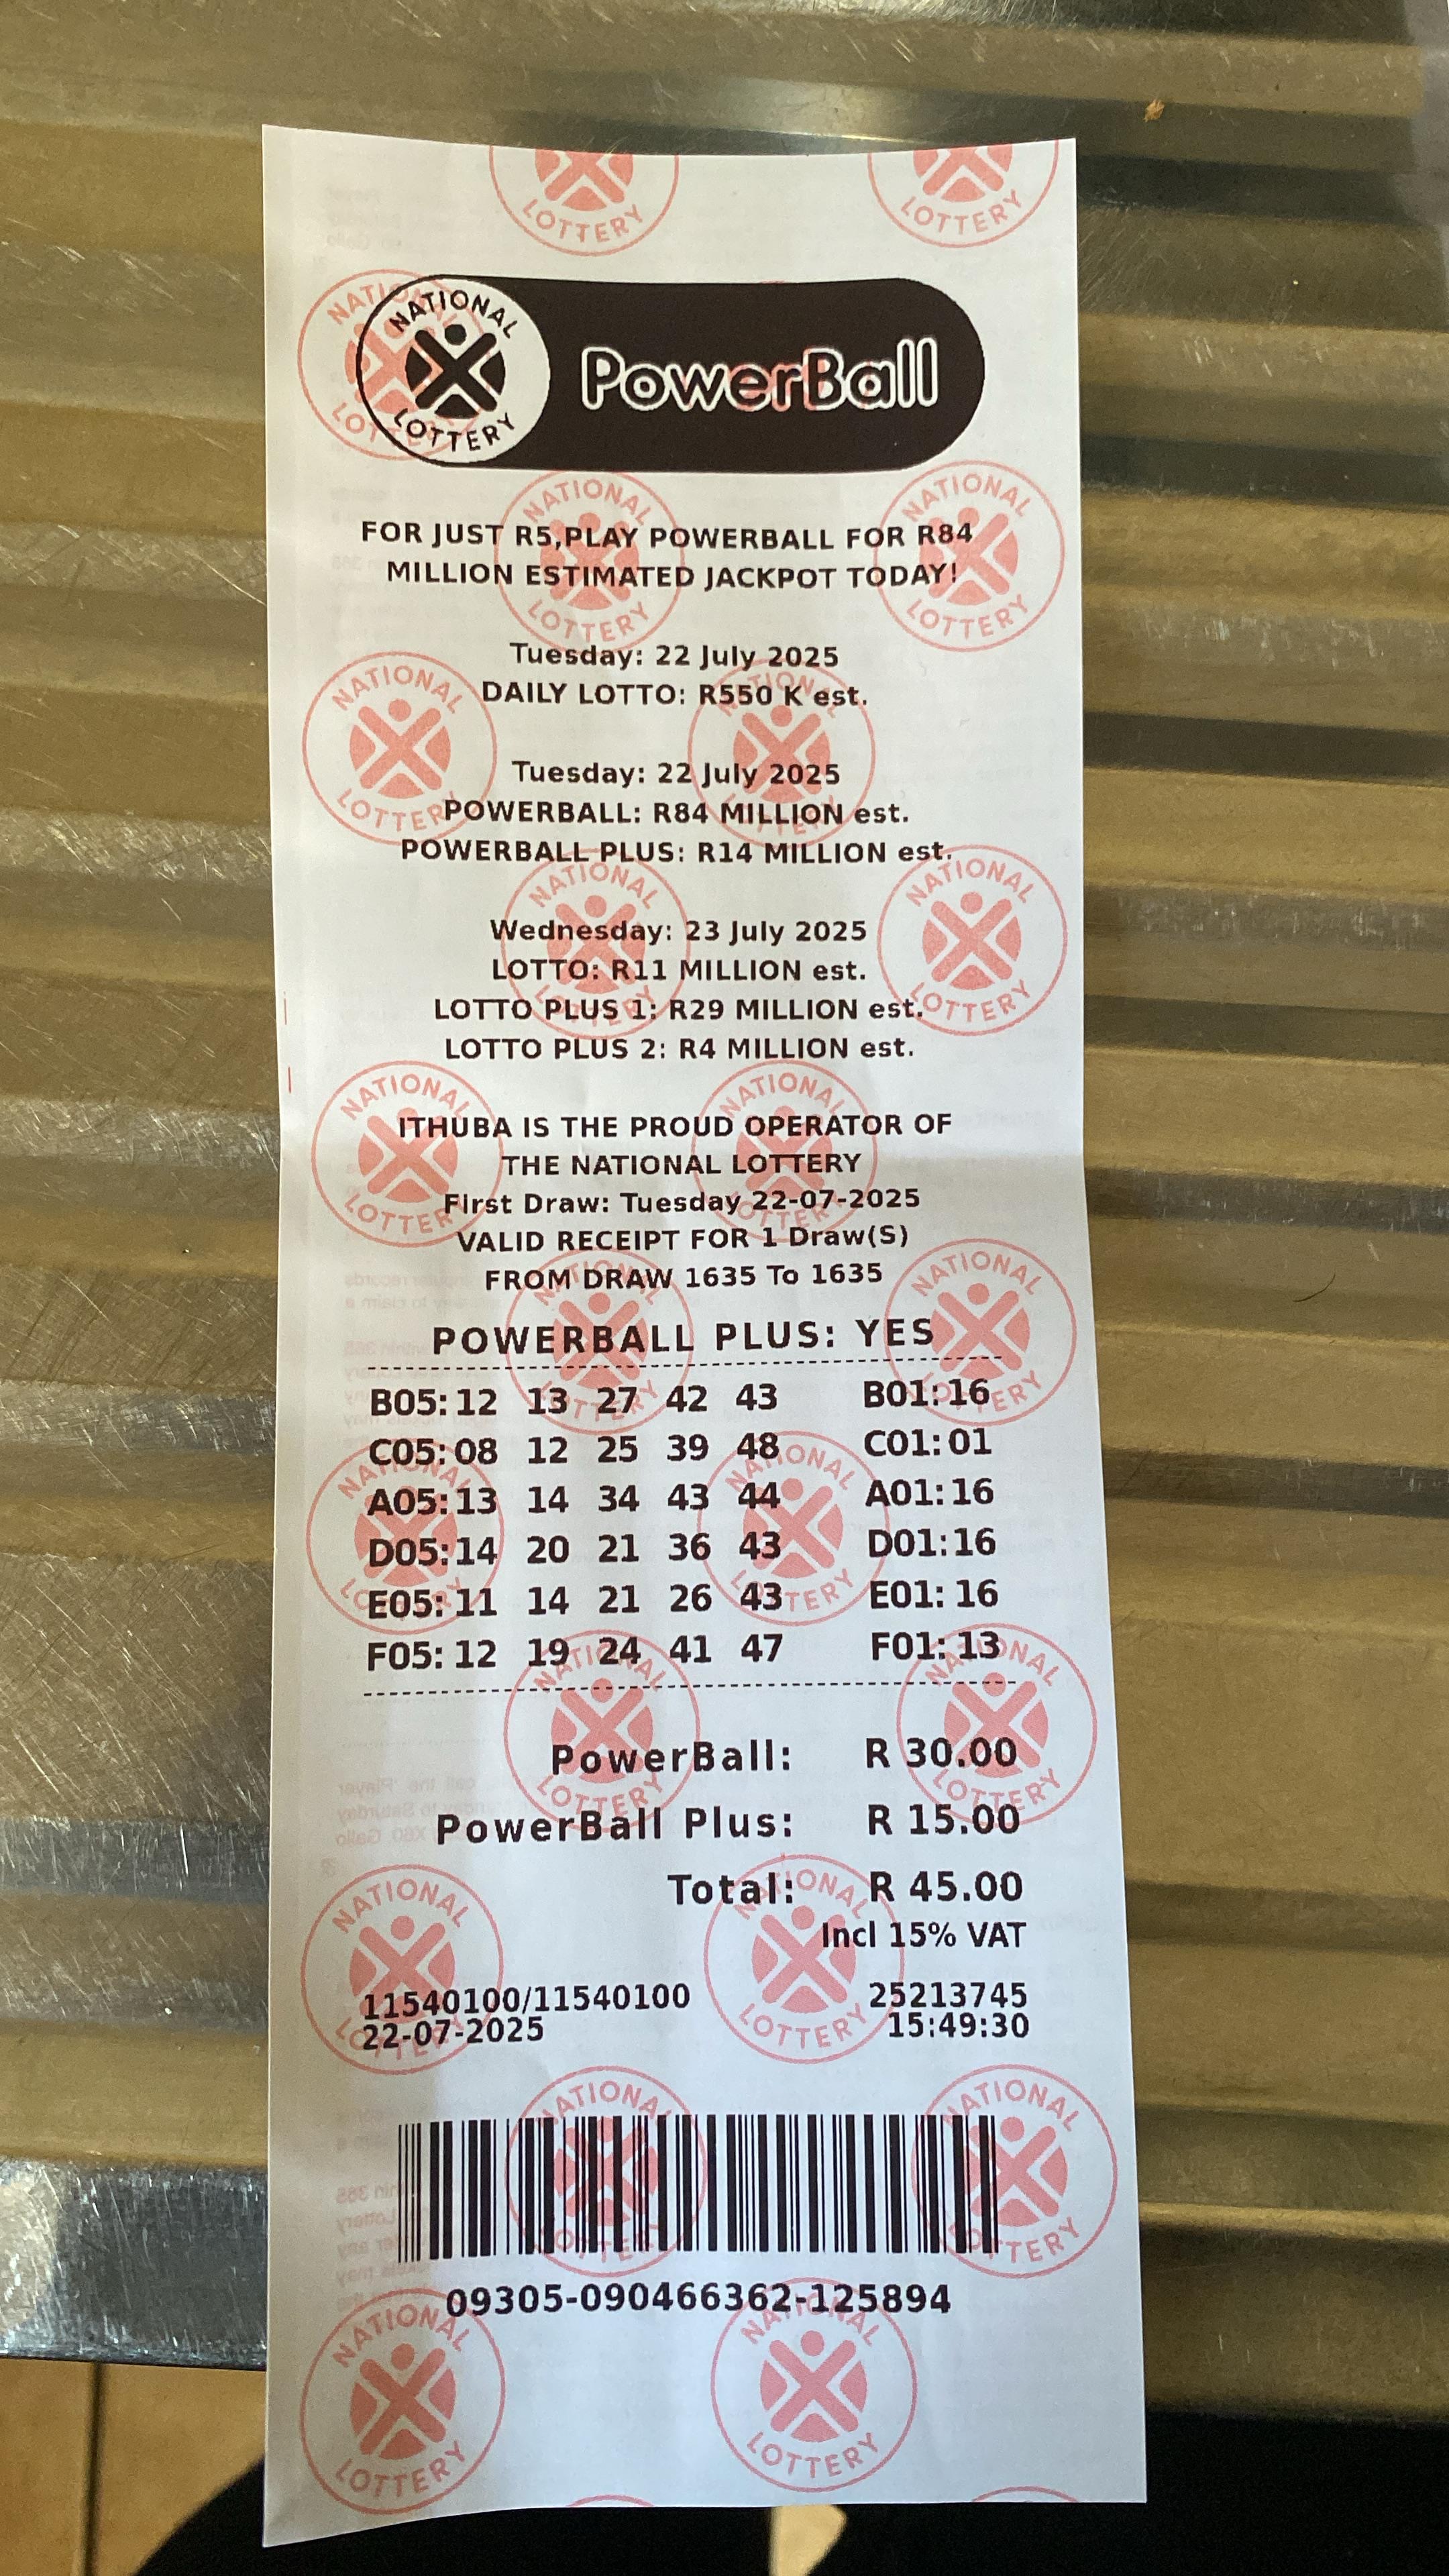 NATIONAL
LOTTERY
PowerBall
FOR JUST R5,PLAY POWERBALL FOR R84
MILLION ESTIMATED JACKPOT TODAY!
Tuesday: 22 July 2025
DAILY LOTTO: R550 K est.
Tuesday: 22 July 2025
POWERBALL: R84 MILLION est.
POWERBALL PLUS: R14 MILLION est.
Wednesday: 23 July 2025
LOTTO: R11 MILLION est.
LOTTO PLUS 1: R29 MILLION est.
LOTTO PLUS 2: R4 MILLION est.
ITHUBA IS THE PROUD OPERATOR OF
THE NATIONAL LOTTERY
First Draw: Tuesday 22-07-2025
VALID RECEIPT FOR 1 Draw(S)
FROM DRAW 1635 To 1635
POWERBALL PLUS: YES
B05: 12 13 27 42 43 B01: 16
C05: 08 12 25 39 48 C01: 01
A05: 13 14 34 43 44 A01: 16
D05: 14 20 21 36 43 D01: 16
E05: 11 14 21 26 43 E01: 16
F05: 12 19 24 41 47 F01: 13
PowerBall: R 30.00
PowerBall Plus: R 15.00
Total: R 45.00
Incl 15% VAT
11540100/11540100 25213745
22-07-2025 15:49:30
09305-090466362-125894